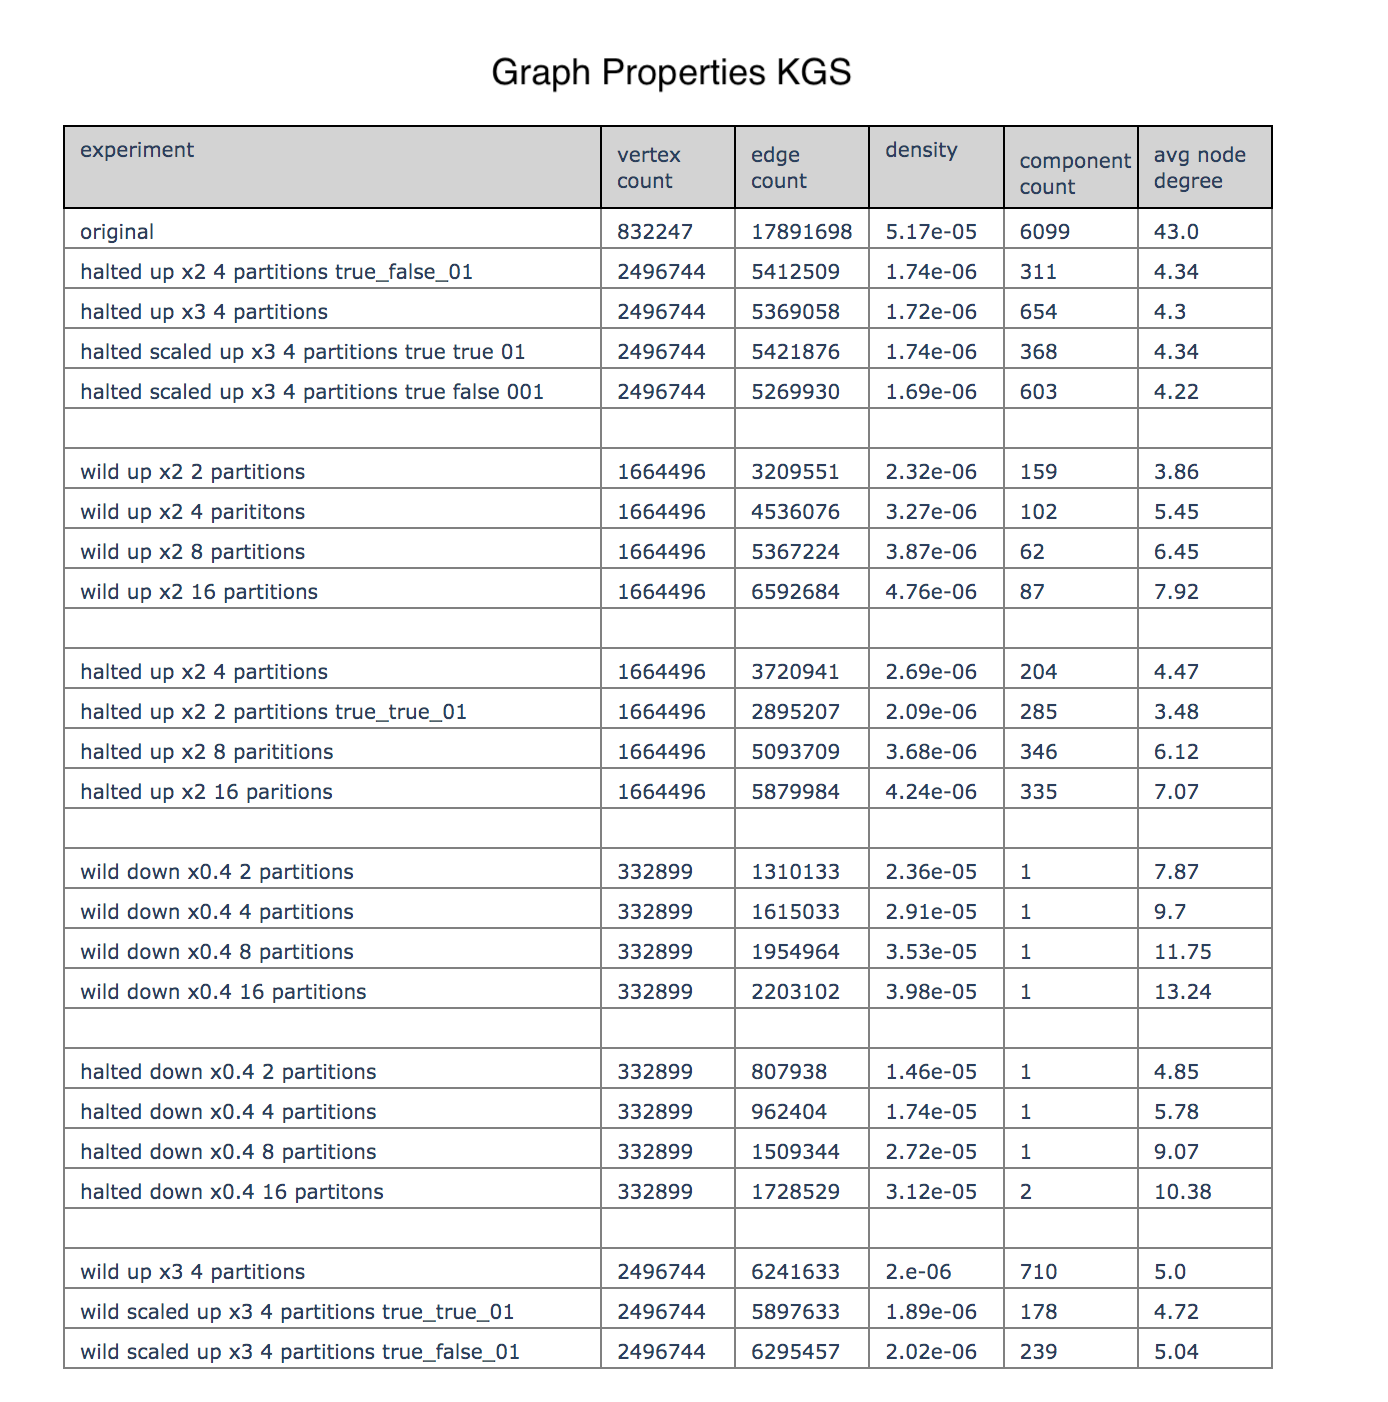 Graph Properties KGS
experiment vertex count edge count density component count avg node degree
original 832247 17891698 5.17e-05 6099 43.0
halted up x2 4 partitions true_false_01 2496744 5412509 1.74e-06 311 4.34
halted up x3 4 partitions 2496744 5369058 1.72e-06 654 4.3
halted scaled up x3 4 partitions true true 01 2496744 5421876 1.74e-06 368 4.34
halted scaled up x3 4 partitions true false 001 2496744 5269930 1.69e-06 603 4.22
wild up x2 2 partitions 1664496 3209551 2.32e-06 159 3.86
wild up x2 4 parititons 1664496 4536076 3.27e-06 102 5.45
wild up x2 8 partitions 1664496 5367224 3.87e-06 62 6.45
wild up x2 16 partitions 1664496 6592684 4.76e-06 87 7.92
halted up x2 4 partitions 1664496 3720941 2.69e-06 204 4.47
halted up x2 2 partitions true_true_01 1664496 2895207 2.09e-06 285 3.48
halted up x2 8 parititions 1664496 5093709 3.68e-06 346 6.12
halted up x2 16 paritions 1664496 5879984 4.24e-06 335 7.07
wild down x0.4 2 partitions 332899 1310133 2.36e-05 1 7.87
wild down x0.4 4 partitions 332899 1615033 2.91e-05 1 9.7
wild down x0.4 8 partitions 332899 1954964 3.53e-05 1 11.75
wild down x0.4 16 partitions 332899 2203102 3.98e-05 1 13.24
halted down x0.4 2 partitions 332899 807938 1.46e-05 1 4.85
halted down x0.4 4 partitions 332899 962404 1.74e-05 1 5.78
halted down x0.4 8 partitions 332899 1509344 2.72e-05 1 9.07
halted down x0.4 16 partitons 332899 1728529 3.12e-05 2 10.38
wild up x3 4 partitions 2496744 6241633 2.e-06 710 5.0
wild scaled up x3 4 partitions true_true_01 2496744 5897633 1.89e-06 178 4.72
wild scaled up x3 4 partitions true_false_01 2496744 6295457 2.02e-06 239 5.04